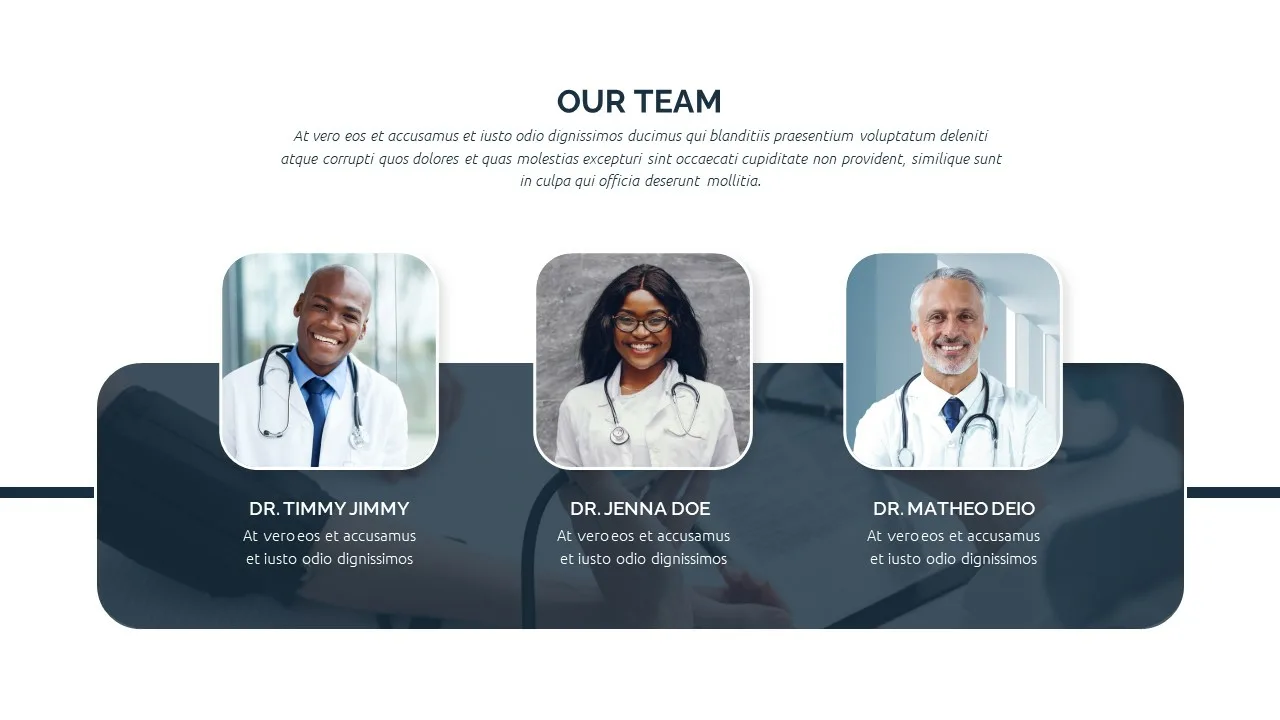 OUR TEAM
At vero eos et accusamus et iusto odio dignissimos ducimus qui blanditiis praesentium voluptatum deleniti
atque corrupti quos dolores et quas molestias excepturi sint occaecati cupiditate non provident, similique sunt
in culpa qui officia deserunt mollitia.
DR. TIMMY JIMMY
At vero eos et accusamus
et iusto odio dignissimos
DR. JENNA DOE
At vero eos et accusamus
et iusto odio dignissimos
DR. MATHEO DEIO
At vero eos et accusamus
et iusto odio dignissimos